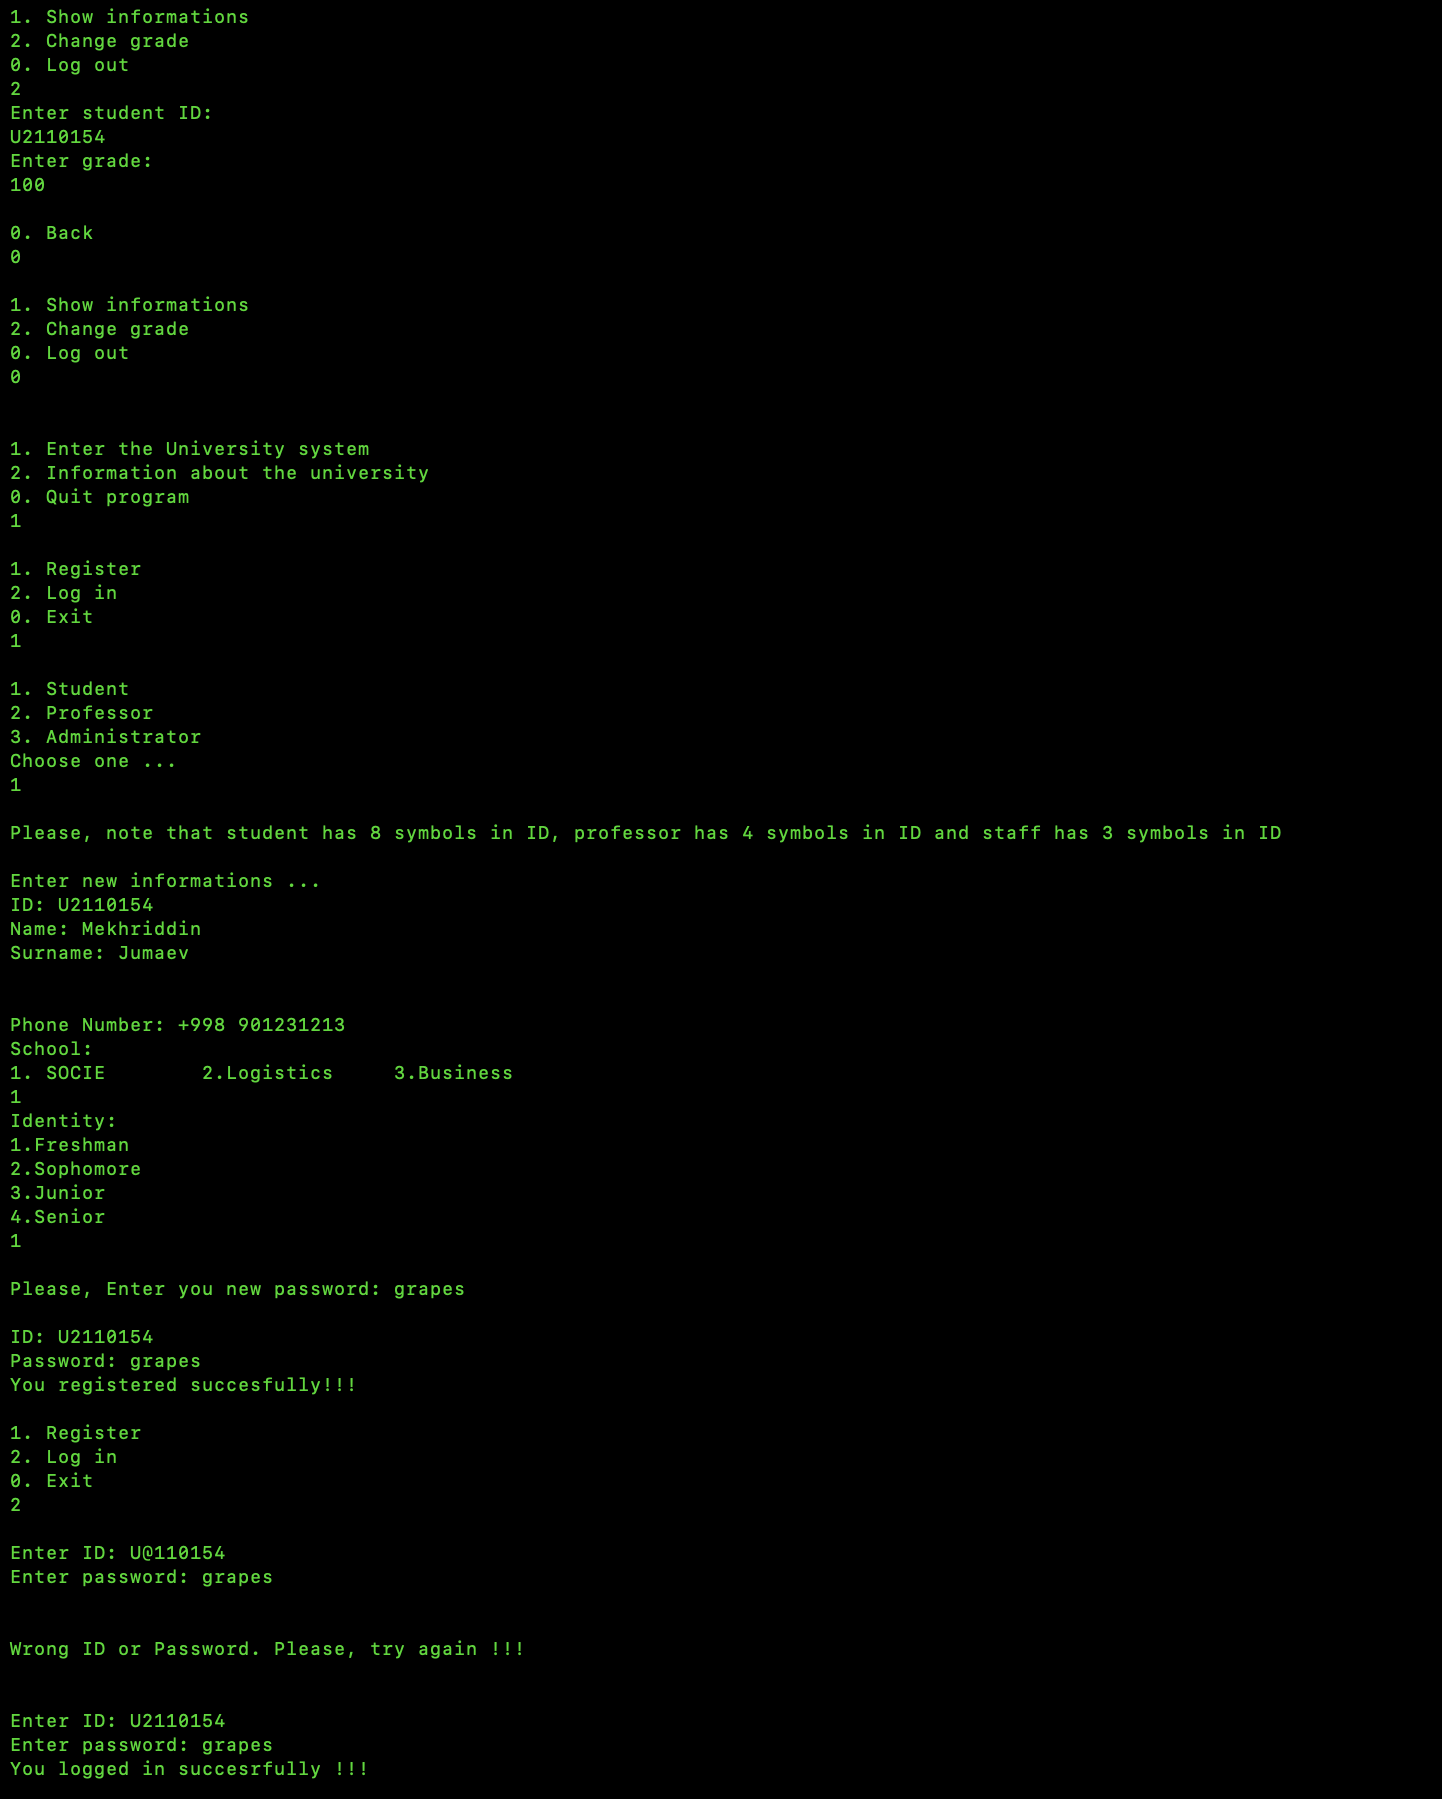 1. Show informations
2. Change grade
0. Log out
2
Enter student ID:
U2110154
Enter grade:
100
0. Back
0
1. Show informations
2. Change grade
0. Log out
0
1. Enter the University system
2. Information about the university
0. Quit program
1
1. Register
2. Log in
0. Exit
1
1. Student
2. Professor
3. Administrator
Choose one ...
1
Please, note that student has 8 symbols in ID, professor has 4 symbols in ID and staff has 3 symbols in ID
Enter new informations ...
ID: U2110154
Name: Mekhriddin
Surname: Jumaev
Phone Number: +998 901231213
School:
1. SOCIE        2.Logistics     3.Business
1
Identity:
1.Freshman
2.Sophomore
3.Junior
4.Senior
1
Please, Enter you new password: grapes
ID: U2110154
Password: grapes
You registered succesfully!!!
1. Register
2. Log in
0. Exit
2
Enter ID: U@110154
Enter password: grapes
Wrong ID or Password. Please, try again !!!
Enter ID: U2110154
Enter password: grapes
You logged in succesrfully !!!